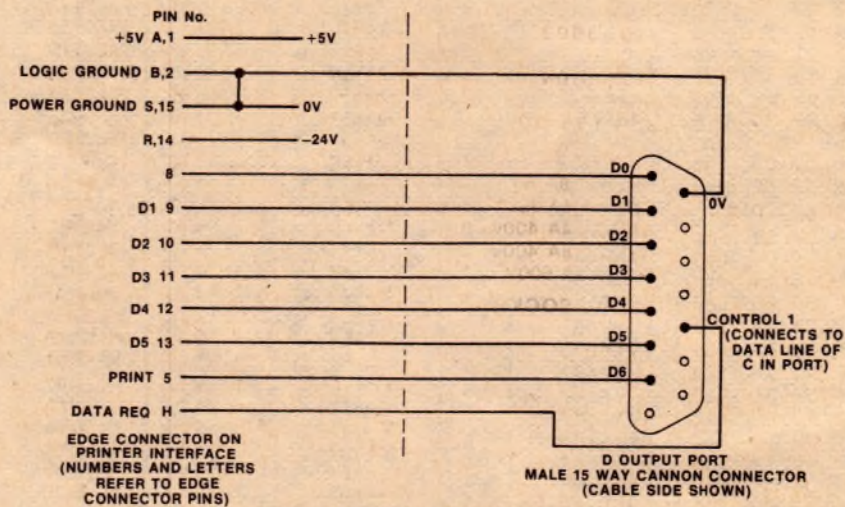 PIN No.
+5V A,1 +5V
LOGIC GROUND B,2
POWER GROUND S,15 0V
R,14 −24V
8 D0
0V
D1 9 D1
D2 10 D2
D3 11 D3
D4 12 D4
CONTROL 1
(CONNECTS TO
DATA LINE OF
C IN PORT)
D5 13 D5
PRINT 5 D6
DATA REQ H
EDGE CONNECTOR ON
PRINTER INTERFACE
(NUMBERS AND LETTERS
REFER TO EDGE
CONNECTOR PINS)
D OUTPUT PORT
MALE 15 WAY CANNON CONNECTOR
(CABLE SIDE SHOWN)